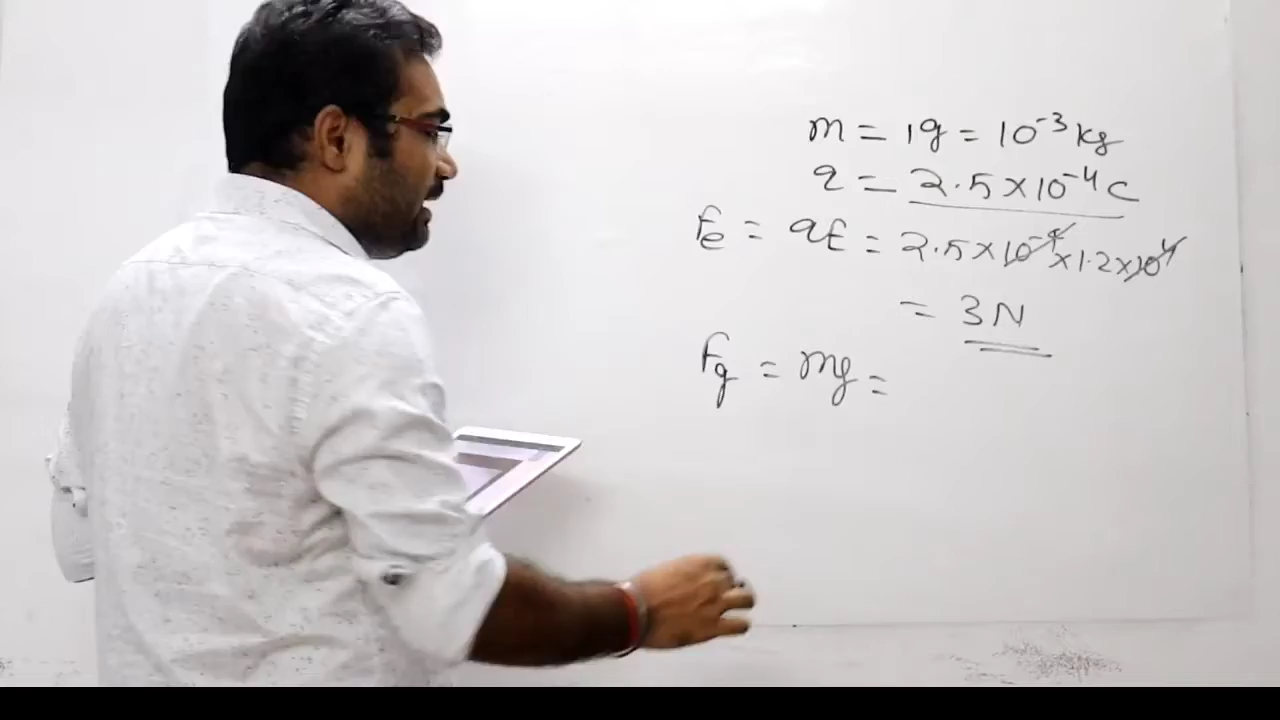 m = 1g = 10⁻³ kg
q = 2.5 × 10⁻⁴ C
Fe = qE = 2.5 × 10⁻⁴ × 1.2 × 10⁴
= 3 N
Fg = mg =